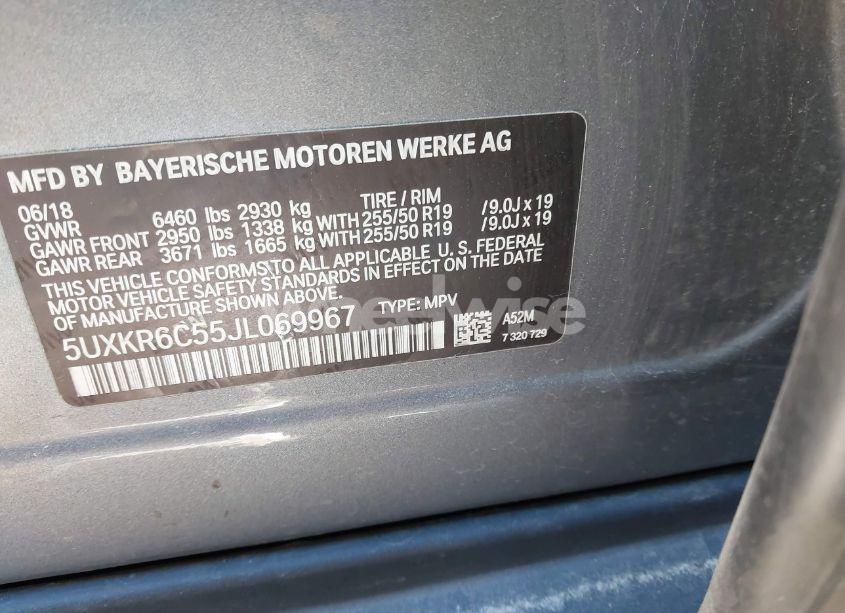 MFD BY BAYERISCHE MOTOREN WERKE AG
06/18 TIRE / RIM
GVWR 6460 lbs 2930 kg
GAWR FRONT 2950 lbs 1338 kg WITH 255/50 R19 /9.0J x 19
GAWR REAR 3671 lbs 1665 kg WITH 255/50 R19 /9.0J x 19
THIS VEHICLE CONFORMS TO ALL APPLICABLE U. S. FEDERAL
MOTOR VEHICLE SAFETY STANDARDS IN EFFECT ON THE DATE
OF MANUFACTURE SHOWN ABOVE.
5UXKR6C55JL069967 TYPE: MPV
A52M
7 320 729